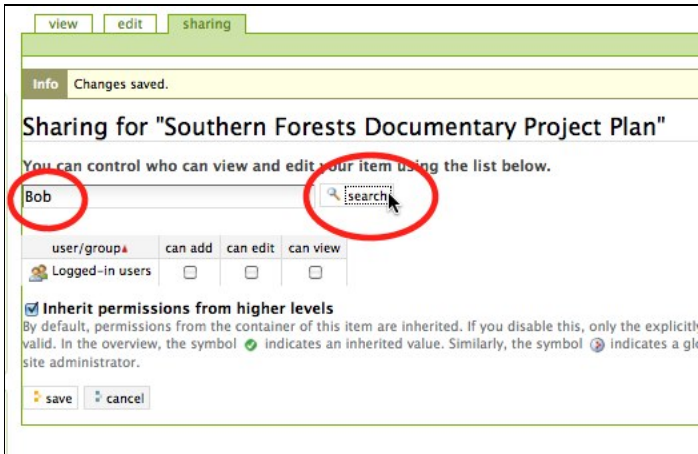 view edit sharing
Info Changes saved.
Sharing for "Southern Forests Documentary Project Plan"
You can control who can view and edit your item using the list below.
Bob search
user/group can add can edit can view
Logged-in users
Inherit permissions from higher levels
By default, permissions from the container of this item are inherited. If you disable this, only the explicitly
valid. In the overview, the symbol indicates an inherited value. Similarly, the symbol indicates a
site administrator.
save cancel